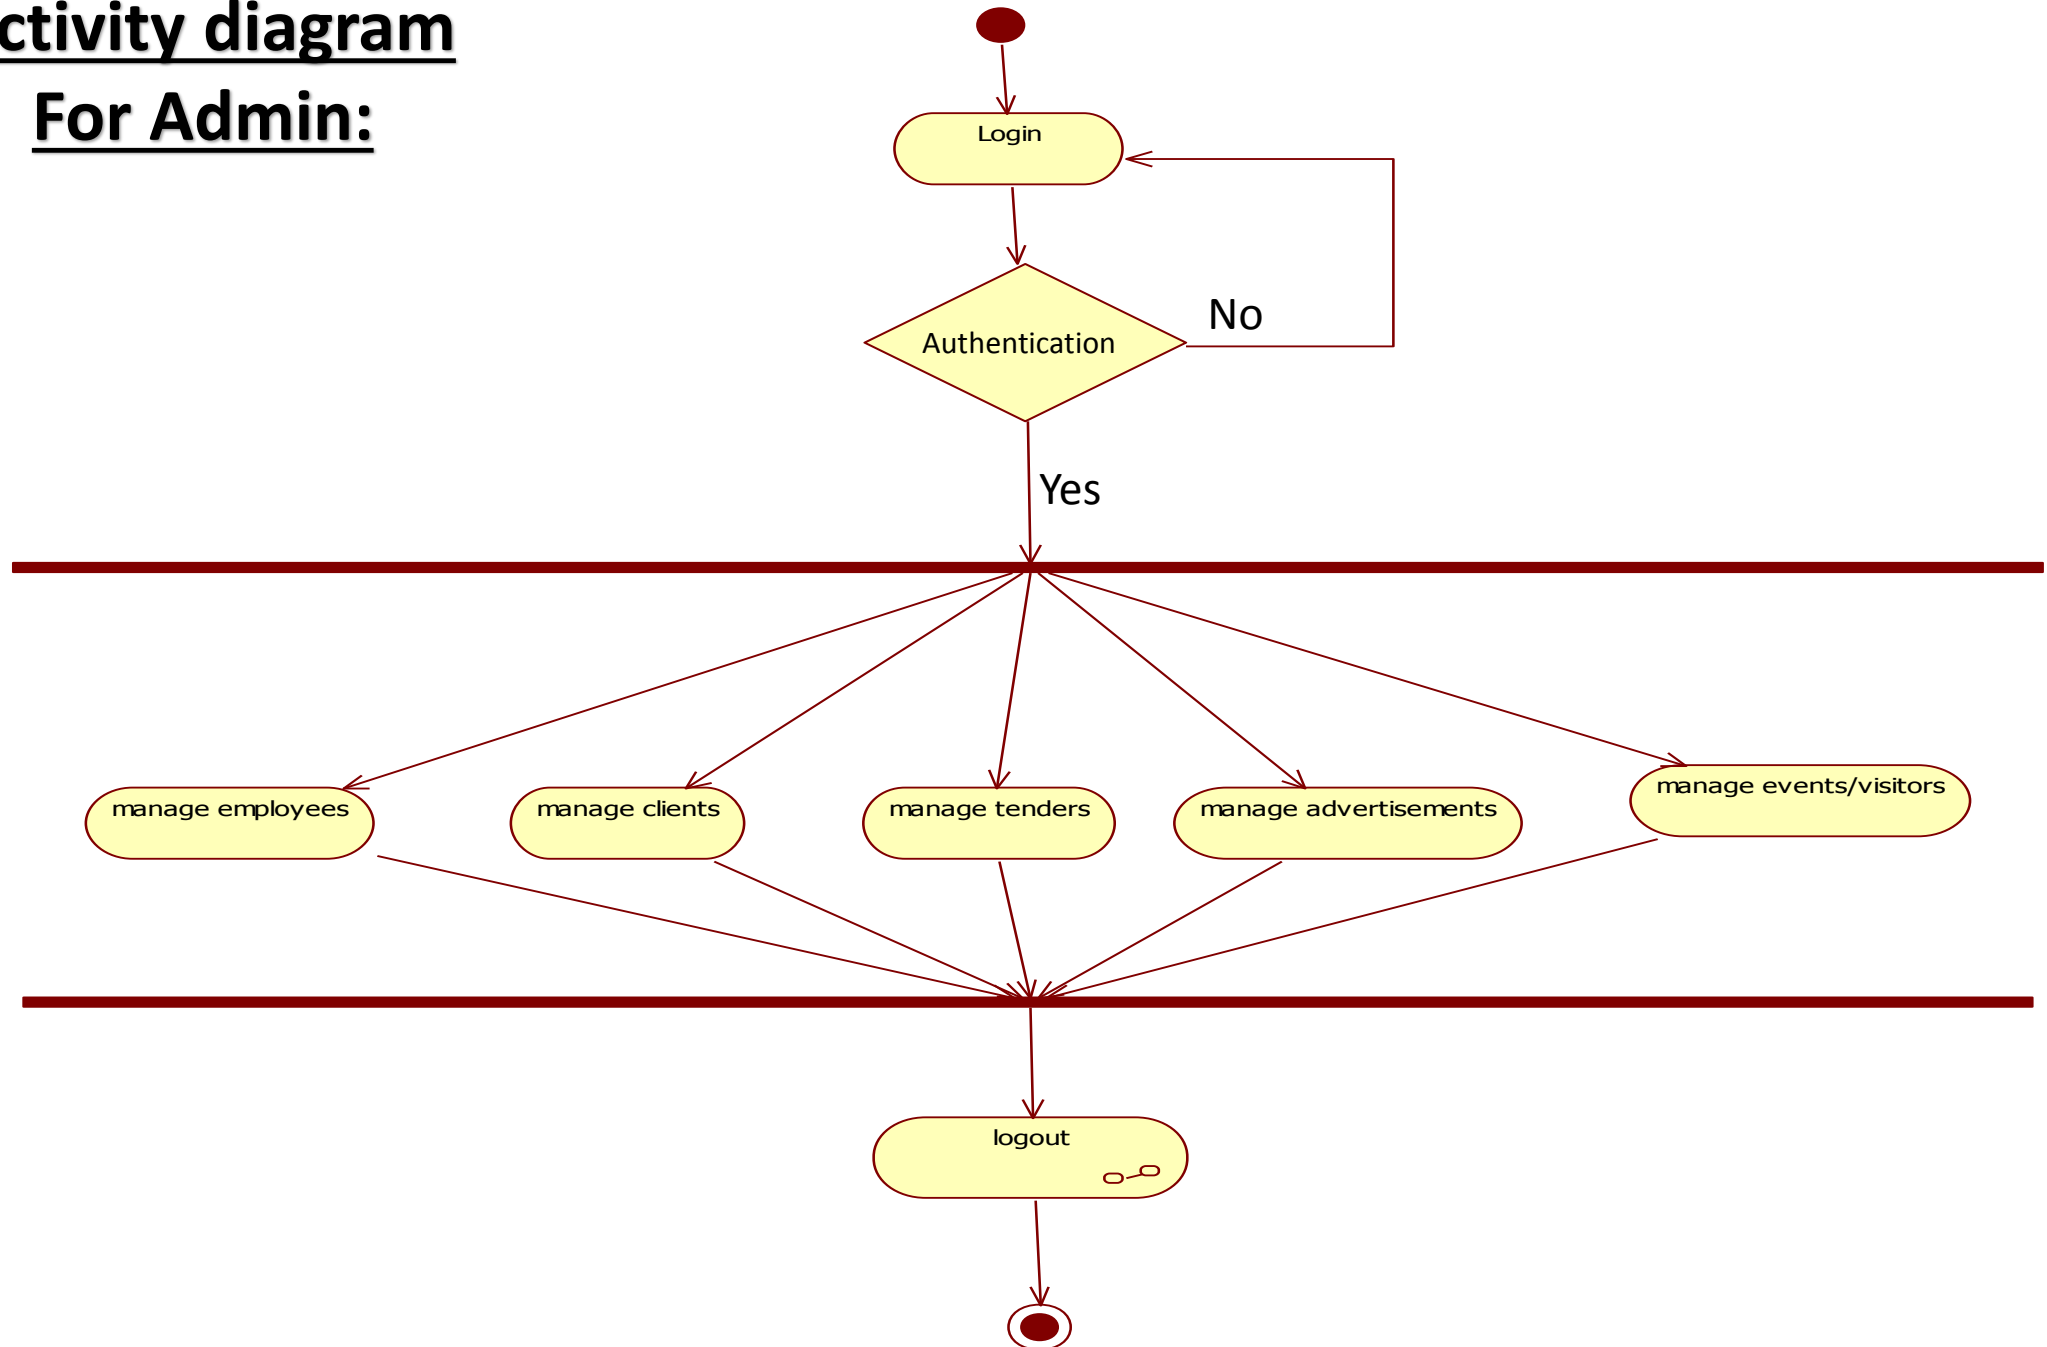 ctivity diagram
For Admin:
Login
Authentication
No
Yes
manage employees
manage clients
manage tenders
manage advertisements
manage events/visitors
logout